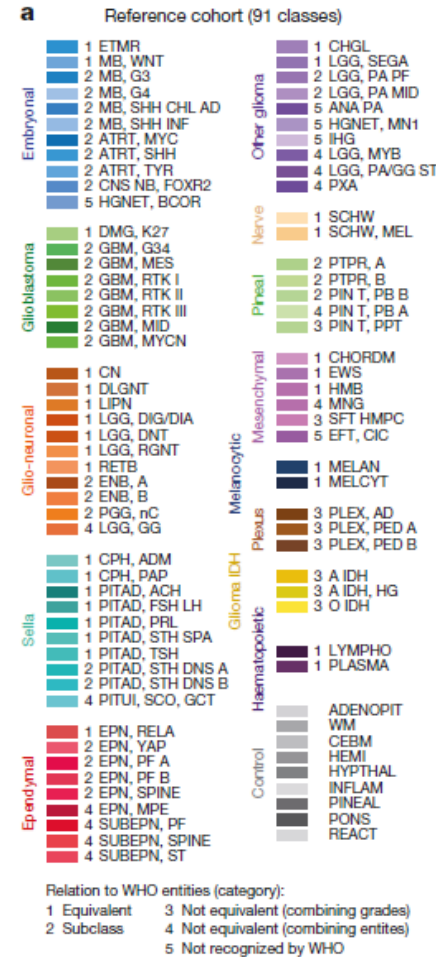 a
Reference cohort (91 classes)
Embryonal
1 ETMR
1 MB, WNT
2 MB, G3
2 MB, G4
2 MB, SHH CHL AD
2 MB, SHH INF
2 ATRT, MYC
2 ATRT, SHH
2 ATRT, TYR
2 CNS NB, FOXR2
5 HGNET, BCOR
Glioblastoma
1 DMG, K27
2 GBM, G34
2 GBM, MES
2 GBM, RTK I
2 GBM, RTK II
2 GBM, RTK III
2 GBM, MID
2 GBM, MYCN
Glio-neuronal
1 CN
1 DLGNT
1 LIPN
1 LGG, DIG/DIA
1 LGG, DNT
1 LGG, RGNT
1 RETB
2 ENB, A
2 ENB, B
2 PGG, nC
4 LGG, GG
Sella
1 CPH, ADM
1 CPH, PAP
1 PITAD, ACH
1 PITAD, FSH LH
1 PITAD, PRL
1 PITAD, STH SPA
1 PITAD, TSH
2 PITAD, STH DNS A
2 PITAD, STH DNS B
4 PITUI, SCO, GCT
Ependymal
1 EPN, RELA
2 EPN, YAP
2 EPN, PF A
2 EPN, PF B
2 EPN, SPINE
4 EPN, MPE
4 SUBEPN, PF
4 SUBEPN, SPINE
4 SUBEPN, ST
Other glioma
1 CHGL
1 LGG, SEGA
2 LGG, PA PF
2 LGG, PA MID
5 ANA PA
5 HGNET, MN1
5 IHG
4 LGG, MYB
4 LGG, PA/GG ST
4 PXA
Nerve
1 SCHW
1 SCHW, MEL
Pineal
2 PTPR, A
2 PTPR, B
2 PIN T, PB B
4 PIN T, PB A
3 PIN T, PPT
Mesenchymal
1 CHORDM
1 EWS
1 HMB
4 MNG
3 SFT HMPC
5 EFT, CIC
Melanocytic
1 MELAN
1 MELCYT
Plexus
3 PLEX, AD
3 PLEX, PED A
3 PLEX, PED B
Glioma IDH
3 A IDH
3 A IDH, HG
3 O IDH
Haematopoietic
1 LYMPHO
1 PLASMA
Control
ADENOPIT
WM
CEBM
HEMI
HYPTHAL
INFLAM
PINEAL
PONS
REACT
Relation to WHO entities (category):
1 Equivalent
2 Subclass
3 Not equivalent (combining grades)
4 Not equivalent (combining entites)
5 Not recognized by WHO